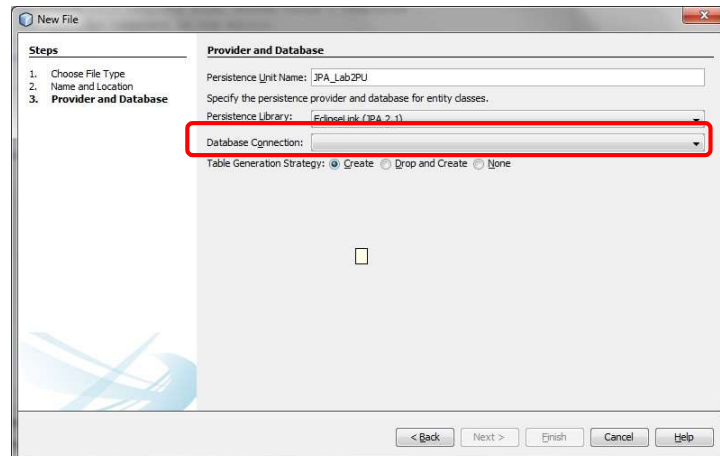 New File
Steps
1. Choose File Type
2. Name and Location
3. Provider and Database
Provider and Database
Persistence Unit Name: JPA_Lab2PU
Specify the persistence provider and database for entity classes.
Persistence Library: EclipseLink (JPA 2.1)
Database Connection:
Table Generation Strategy: Create Drop and Create None
< Back Next > Finish Cancel Help